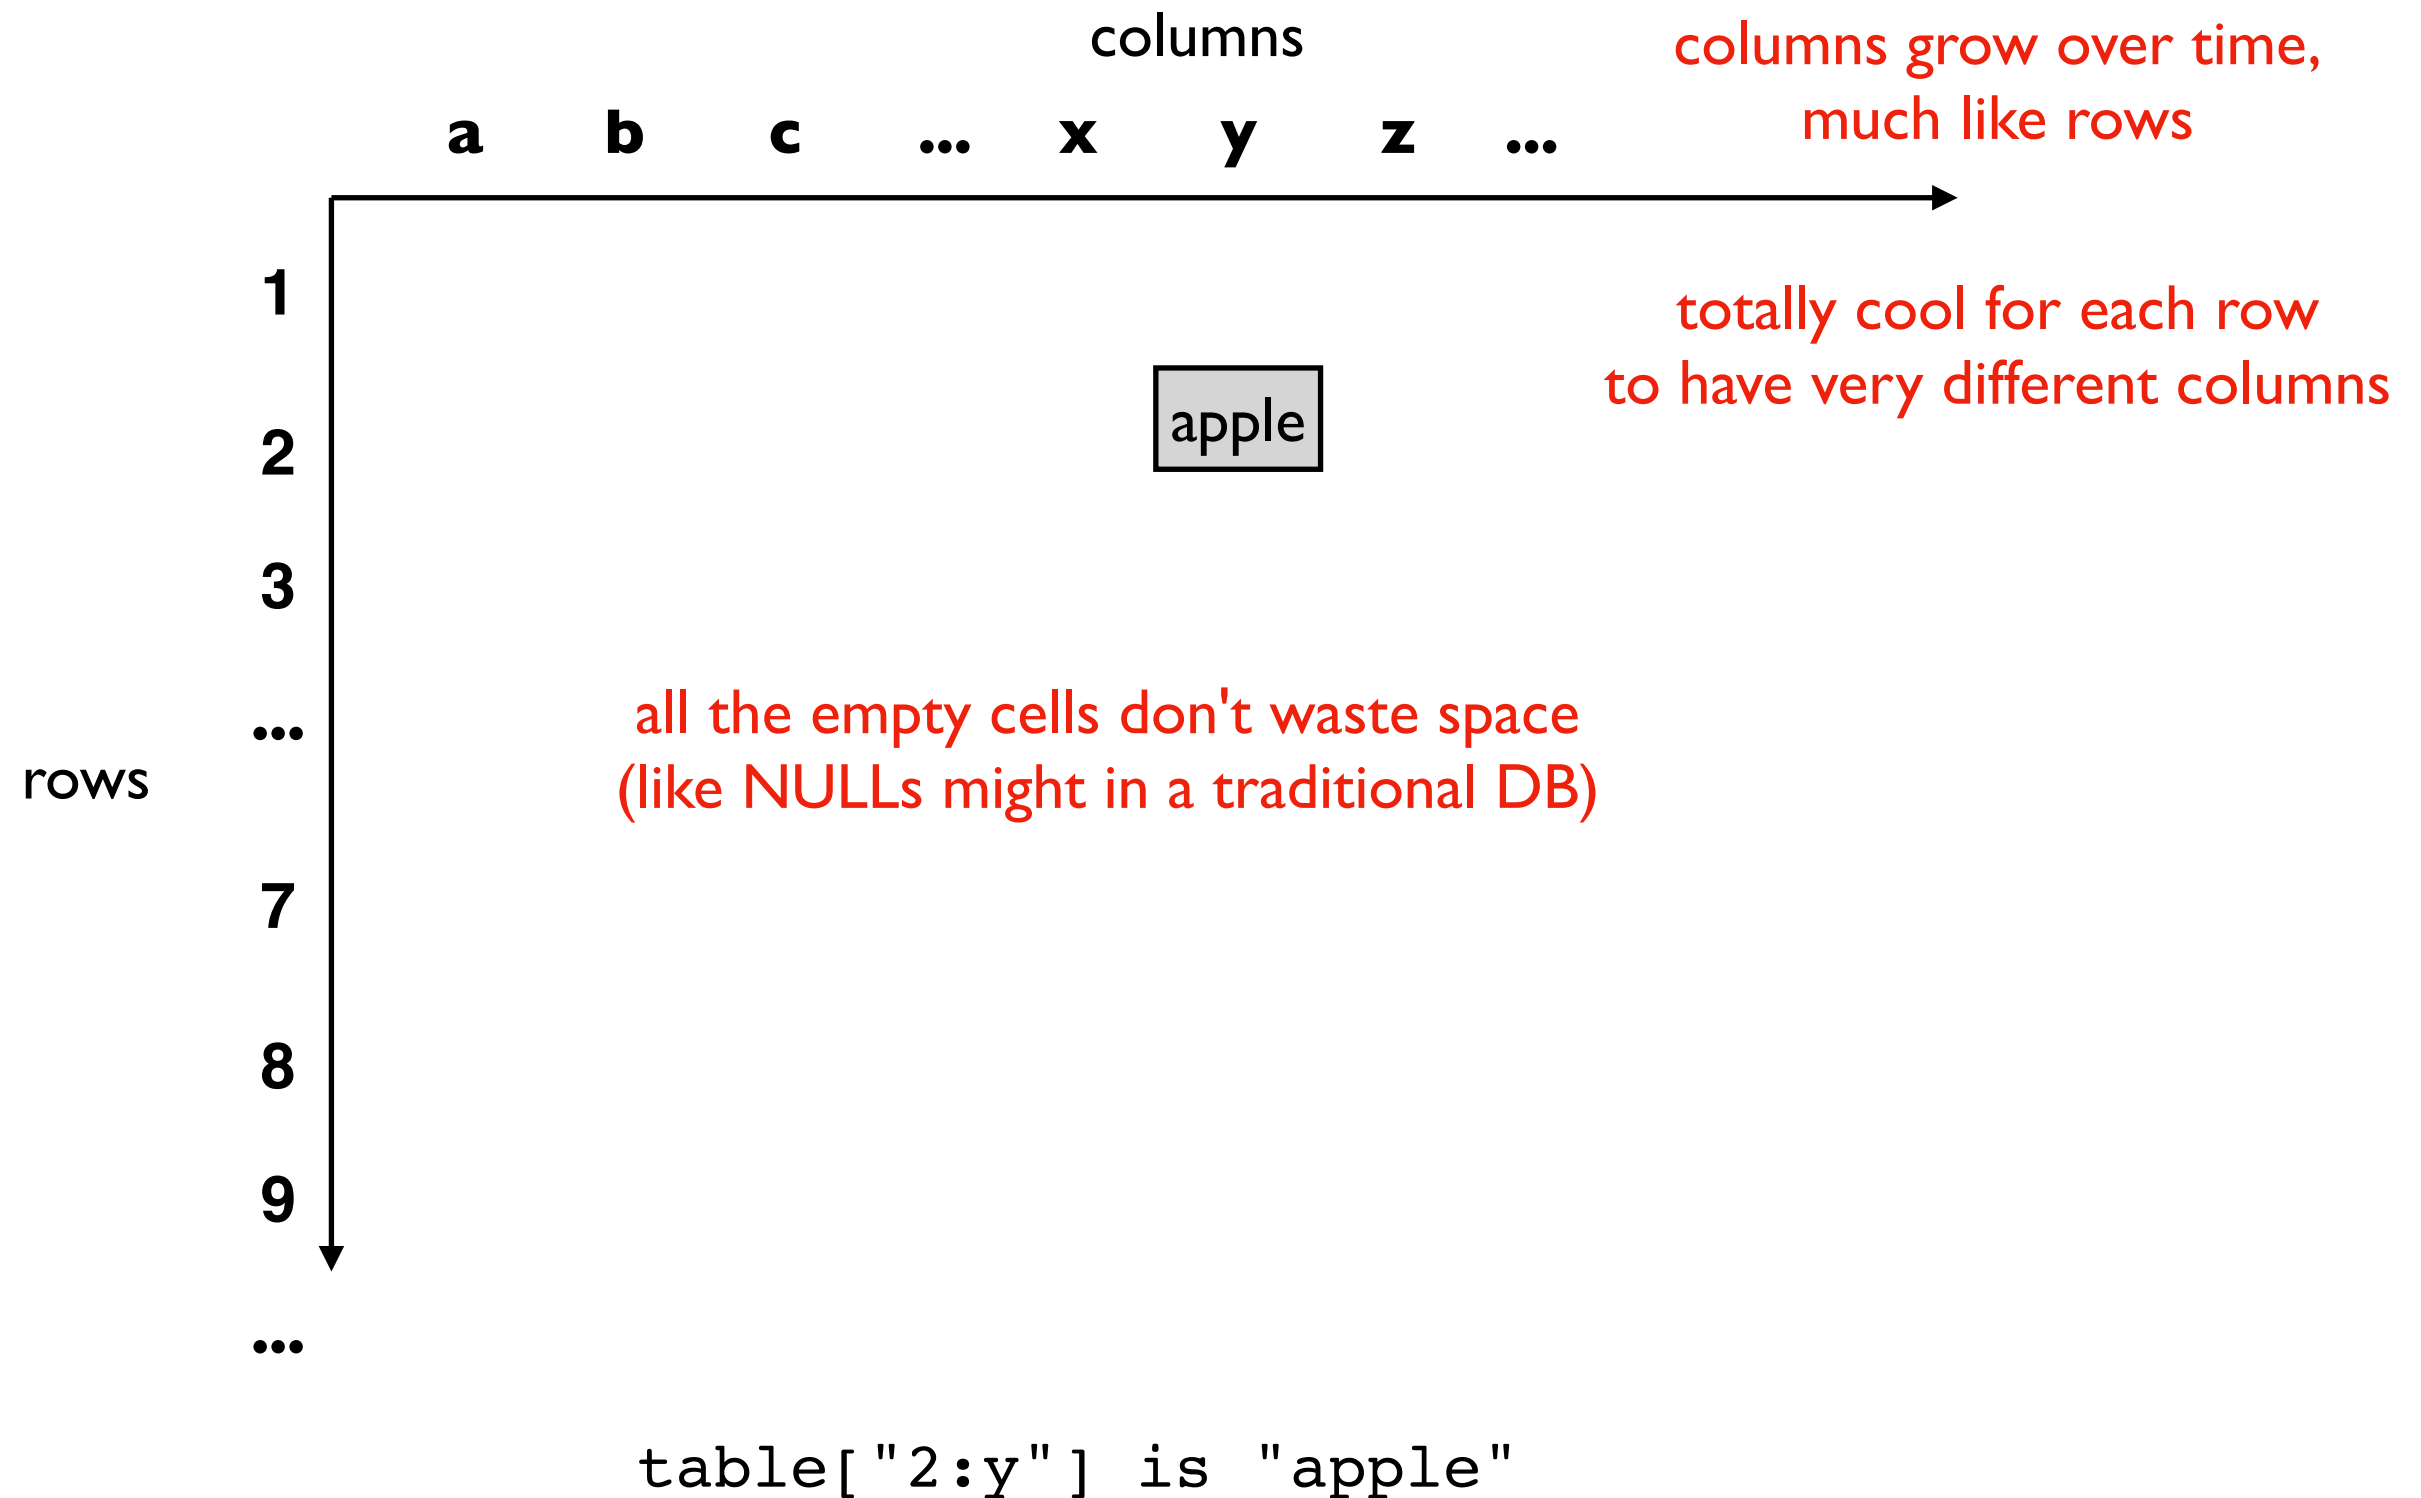 columns
columns grow over time,
much like rows
a b c ... x y z ...
1
totally cool for each row
to have very different columns
apple
2
3
all the empty cells don't waste space
(like NULLs might in a traditional DB)
...
rows
7
8
9
...
table["2:y"] is "apple"